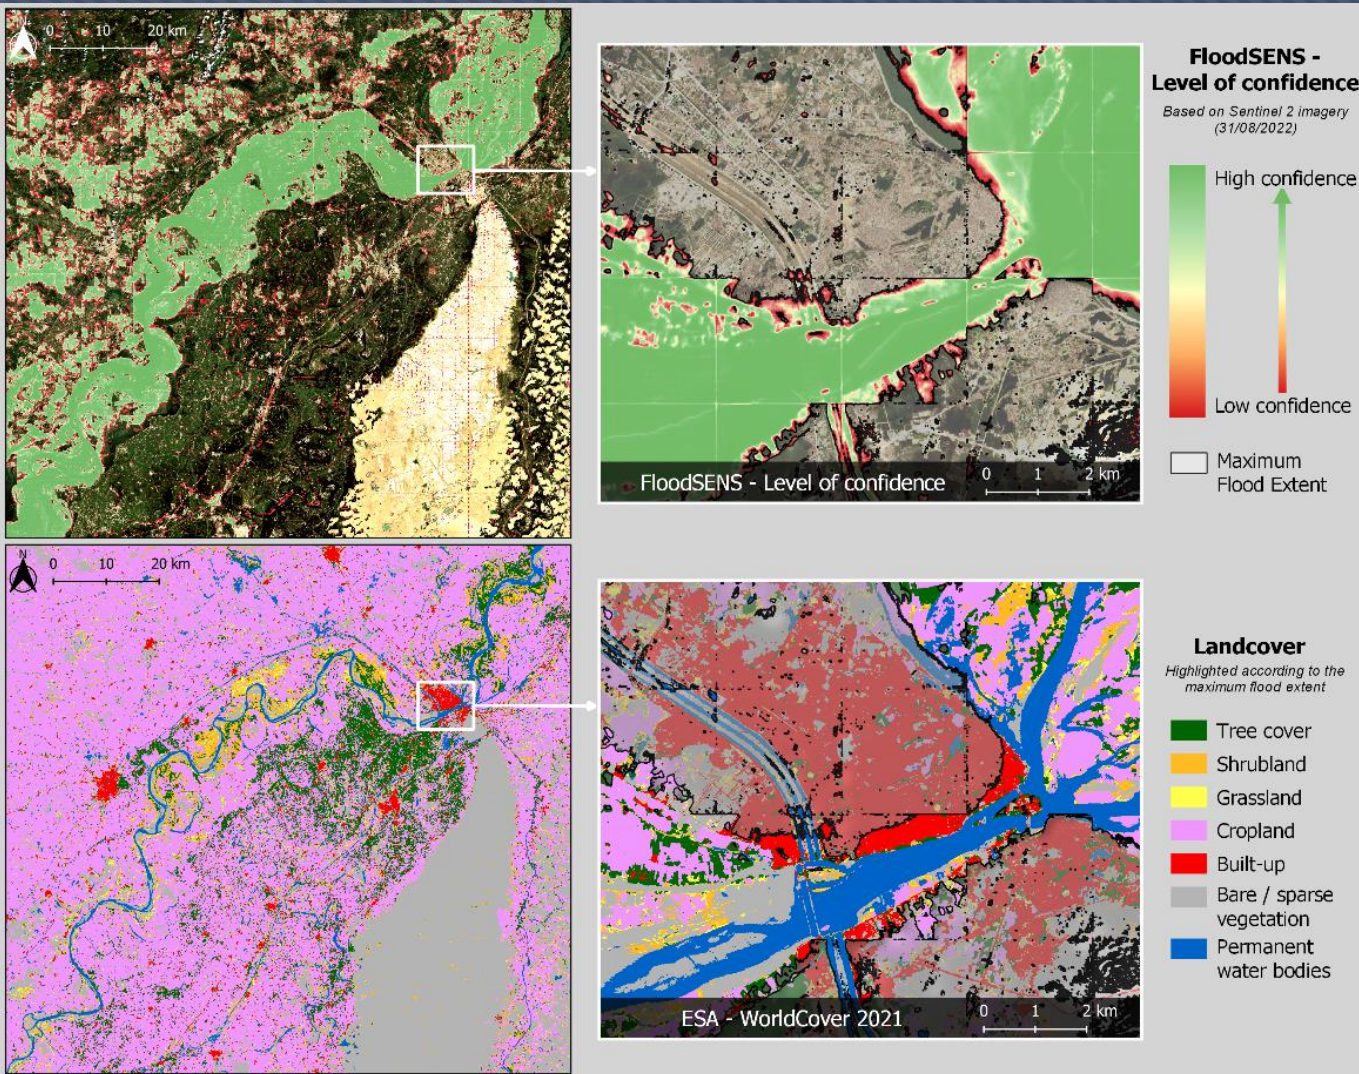 N
0 10 20 km
FloodSENS - Level of confidence
0 1 2 km
FloodSENS -
Level of confidence
Based on Sentinel 2 imagery
(31/08/2022)
High confidence
Low confidence
Maximum
Flood Extent
N
0 10 20 km
ESA - WorldCover 2021
0 1 2 km
Landcover
Highlighted according to the
maximum flood extent
Tree cover
Shrubland
Grassland
Cropland
Built-up
Bare / sparse
vegetation
Permanent
water bodies